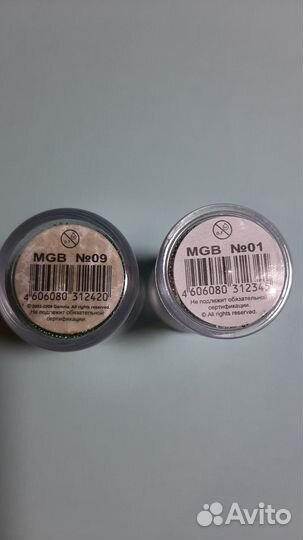 MGB №09
4 606080 312420
© 2003-2009 Gamma. All rights reserved.
Не подлежит обязательной
сертификации.
MGB №01
4 606080 31234
Не подлежит обязательной
сертификации.
© All rights reserved.
Avito